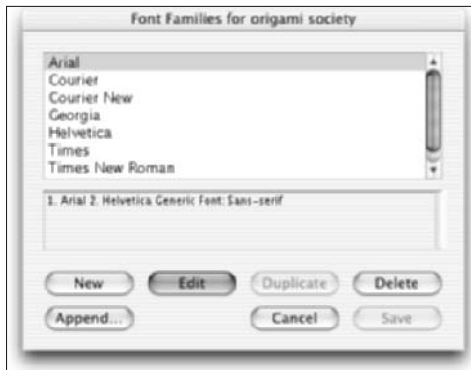 Font Families for origami society
Arial
Courier
Courier New
Georgia
Helvetica
Times
Times New Roman
1. Arial 2. Helvetica Generic Font: Sans-serif
New Edit Duplicate Delete
Append... Cancel Save